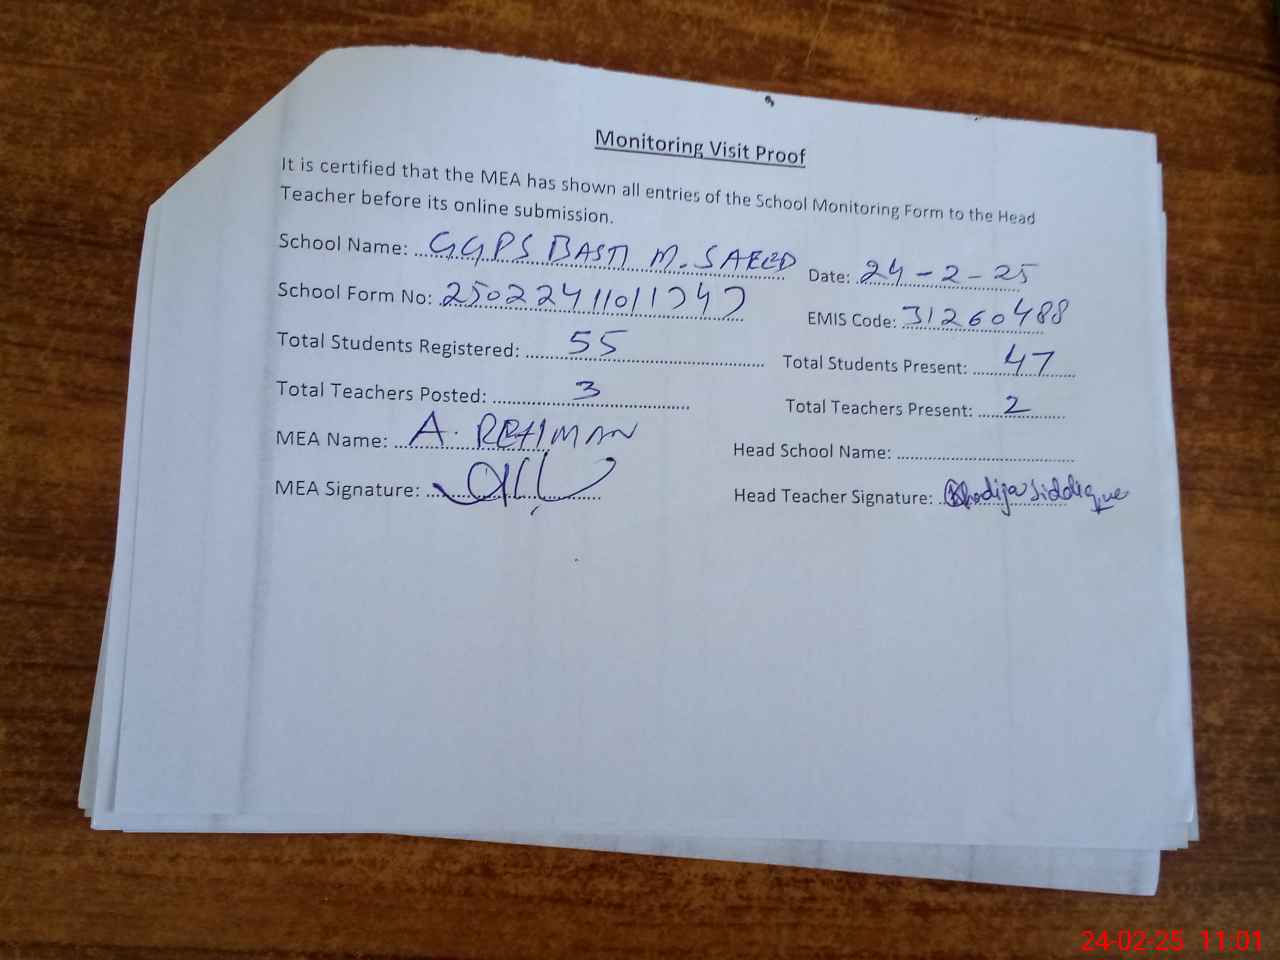 Monitoring Visit Proof
It is certified that the MEA has shown all entries of the School Monitoring Form to the Head
Teacher before its online submission.
School Name: GGPS BASTI M. SAEED Date: 24-2-25
School Form No: EMIS Code: 31260488
Total Students Registered: 55 Total Students Present: 47
Total Teachers Posted: 3 Total Teachers Present: 2
MEA Name: A. REHMAN Head School Name:
MEA Signature: Head Teacher Signature: Khadija Siddique
24-02-25 11:01